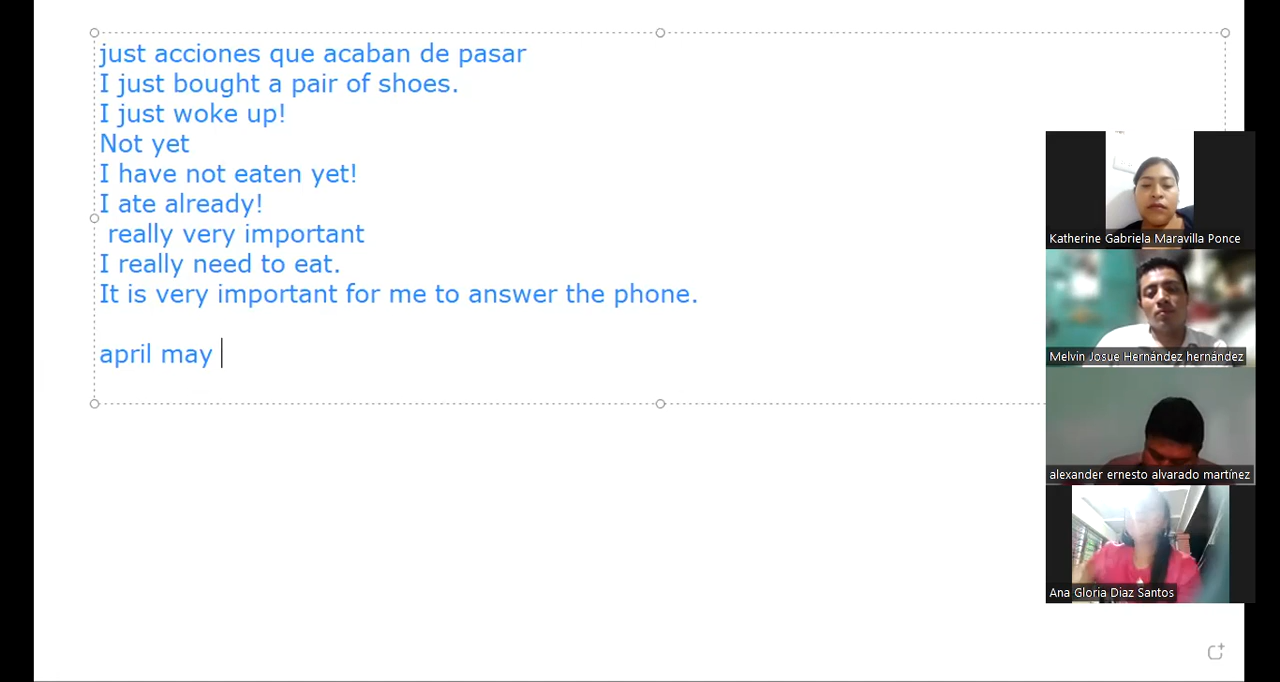 just acciones que acaban de pasar
I just bought a pair of shoes.
I just woke up!
Not yet
I have not eaten yet!
I ate already!
really very important
I really need to eat.
It is very important for me to answer the phone.
april may
Katherine Gabriela Maravilla Ponce
Melvin Josue Hernández hernández
alexander ernesto alvarado martínez
Ana Gloria Diaz Santos